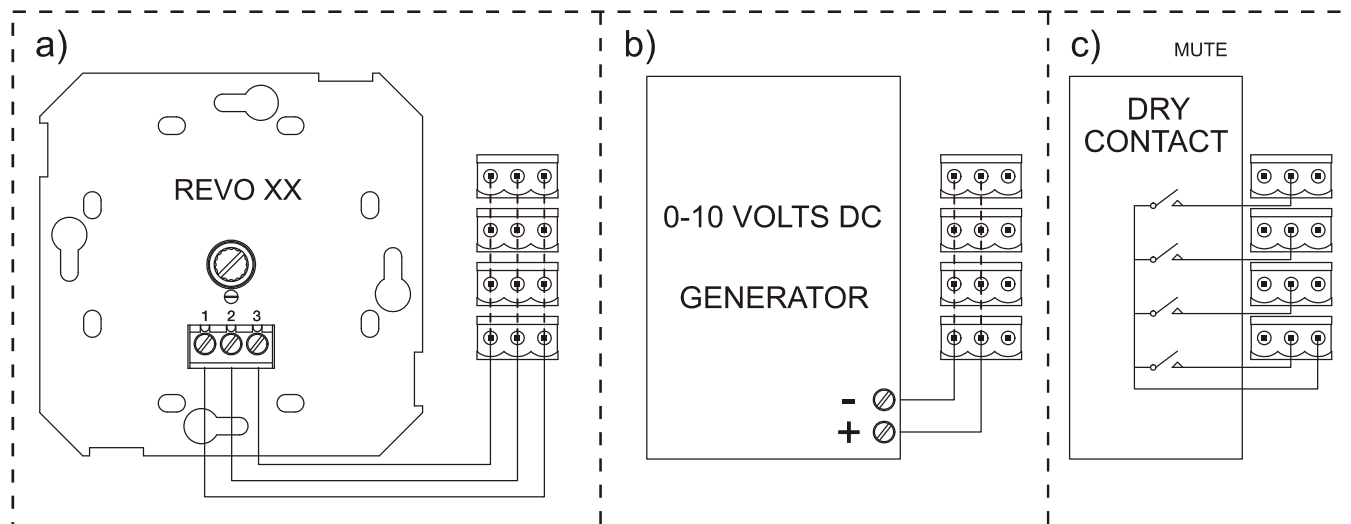 a)
REVO XX
1 2 3
b)
0-10 VOLTS DC
GENERATOR
-
+
c)
MUTE
DRY
CONTACT